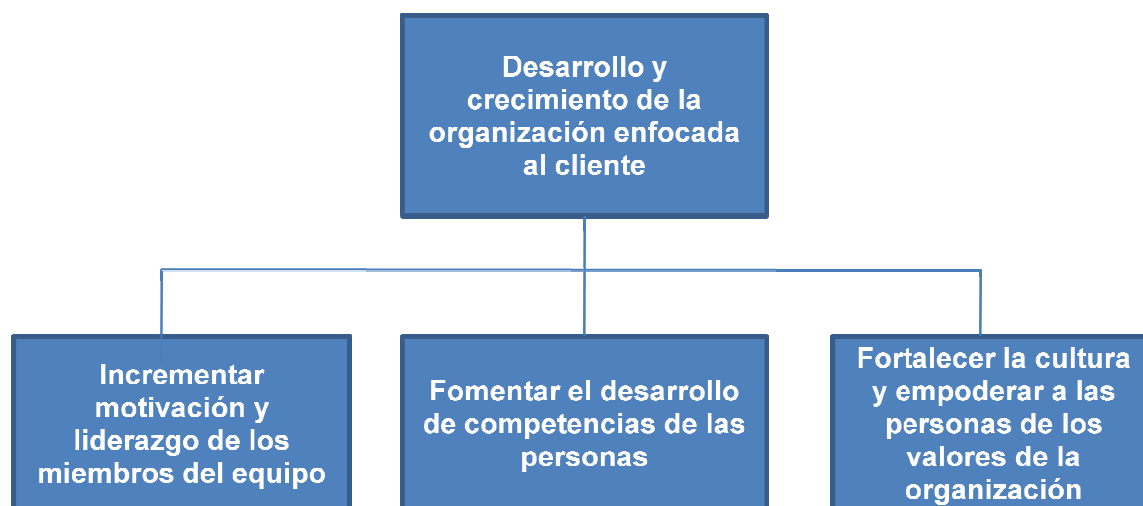 Desarrollo y
crecimiento de la
organización enfocada
al cliente
Incrementar
motivación y
liderazgo de los
miembros del equipo
Fomentar el desarrollo
de competencias de las
personas
Fortalecer la cultura
y empoderar a las
personas de los
valores de la
organización